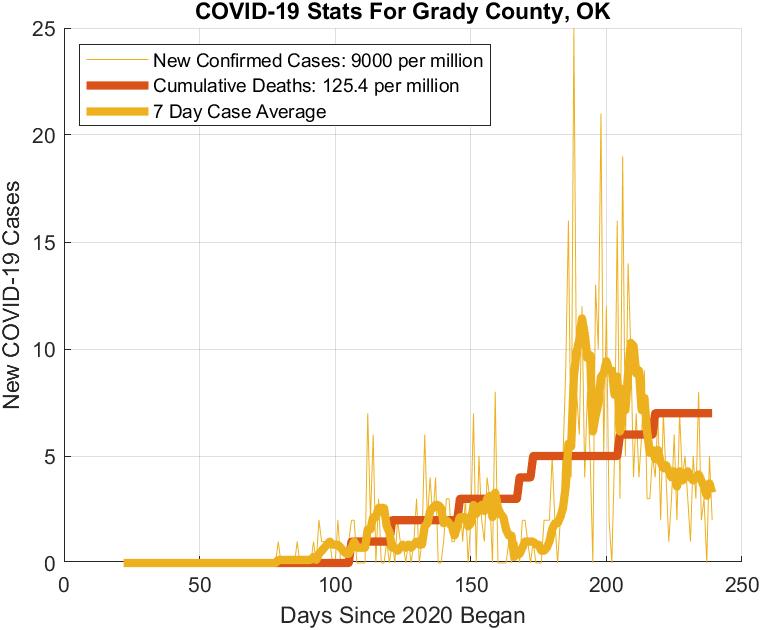 COVID-19 Stats For Grady County, OK
25
New Confirmed Cases: 9000 per million
Cumulative Deaths: 125.4 per million
7 Day Case Average
20
15
10
5
0
New COVID-19 Cases
0 50 100 150 200 250
Days Since 2020 Began